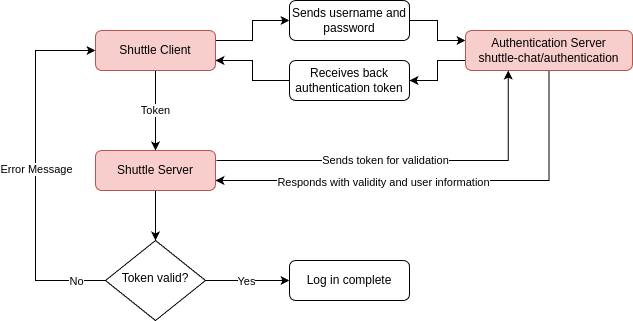 Sends username and
password
Shuttle Client
Authentication Server
shuttle-chat/authentication
Receives back
authentication token
Token
Sends token for validation
Error Message
Shuttle Server
Responds with validity and user information
Token valid?
No
Yes
Log in complete